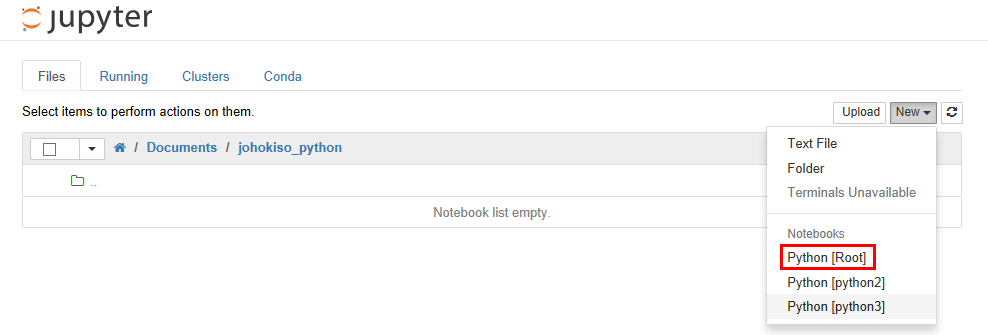 jupyter
Files Running Clusters Conda
Select items to perform actions on them.
Upload New
/ Documents / johokiso_python
..
Notebook list empty.
Text File
Folder
Terminals Unavailable
Notebooks
Python [Root]
Python [python2]
Python [python3]